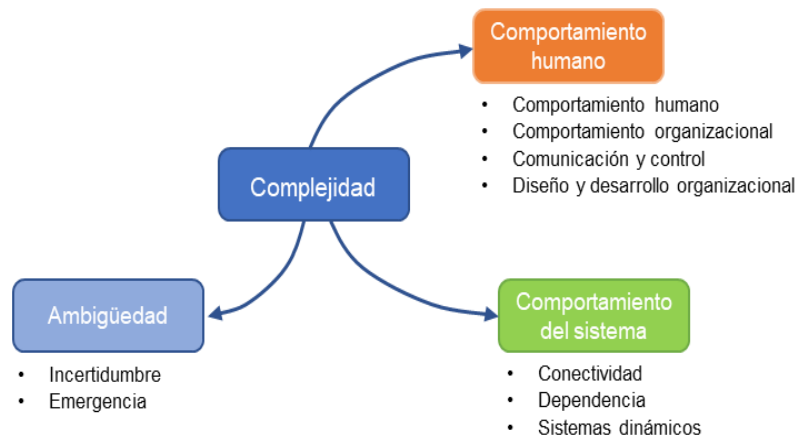 Comportamiento
humano
• Comportamiento humano
• Comportamiento organizacional
• Comunicación y control
• Diseño y desarrollo organizacional
Complejidad
Ambigüedad
• Incertidumbre
• Emergencia
Comportamiento
del sistema
• Conectividad
• Dependencia
• Sistemas dinámicos